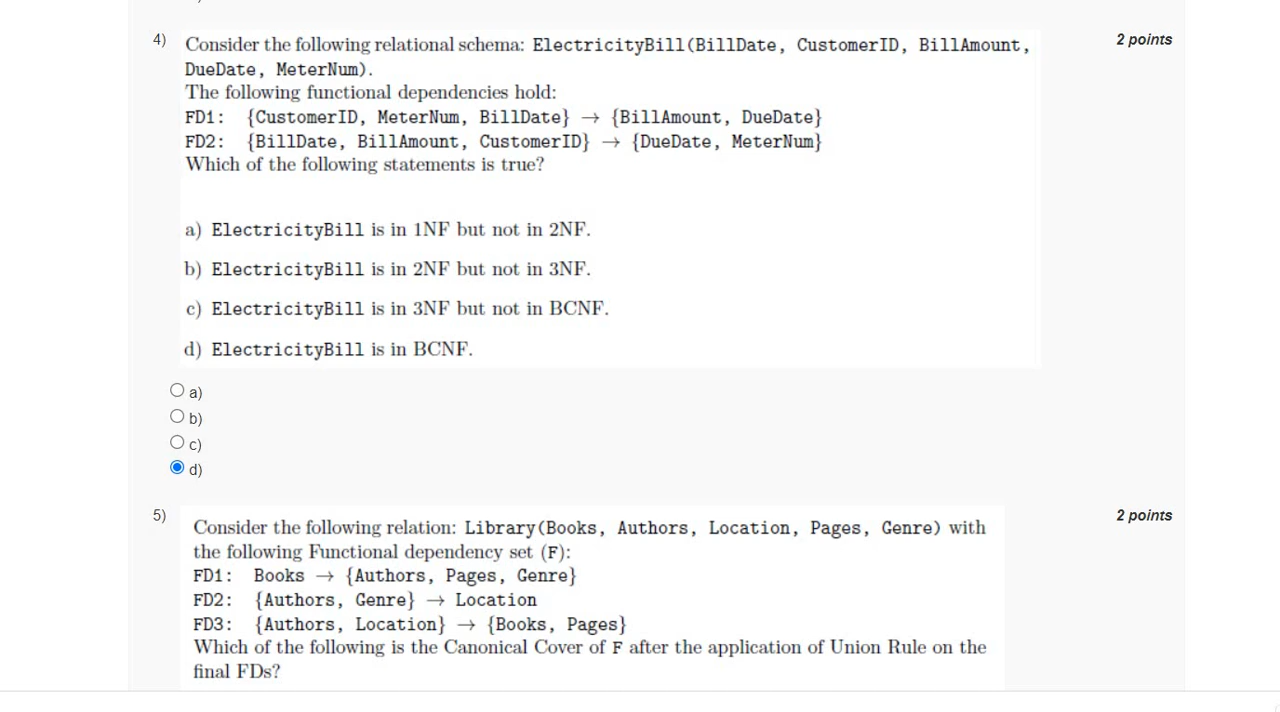 4)
2 points
Consider the following relational schema: ElectricityBill(BillDate, CustomerID, BillAmount,
DueDate, MeterNum).
The following functional dependencies hold:
FD1: {CustomerID, MeterNum, BillDate} → {BillAmount, DueDate}
FD2: {BillDate, BillAmount, CustomerID} → {DueDate, MeterNum}
Which of the following statements is true?
a) ElectricityBill is in 1NF but not in 2NF.
b) ElectricityBill is in 2NF but not in 3NF.
c) ElectricityBill is in 3NF but not in BCNF.
d) ElectricityBill is in BCNF.
a)
b)
c)
d)
5)
2 points
Consider the following relation: Library(Books, Authors, Location, Pages, Genre) with
the following Functional dependency set (F):
FD1: Books → {Authors, Pages, Genre}
FD2: {Authors, Genre} → Location
FD3: {Authors, Location} → {Books, Pages}
Which of the following is the Canonical Cover of F after the application of Union Rule on the
final FDs?